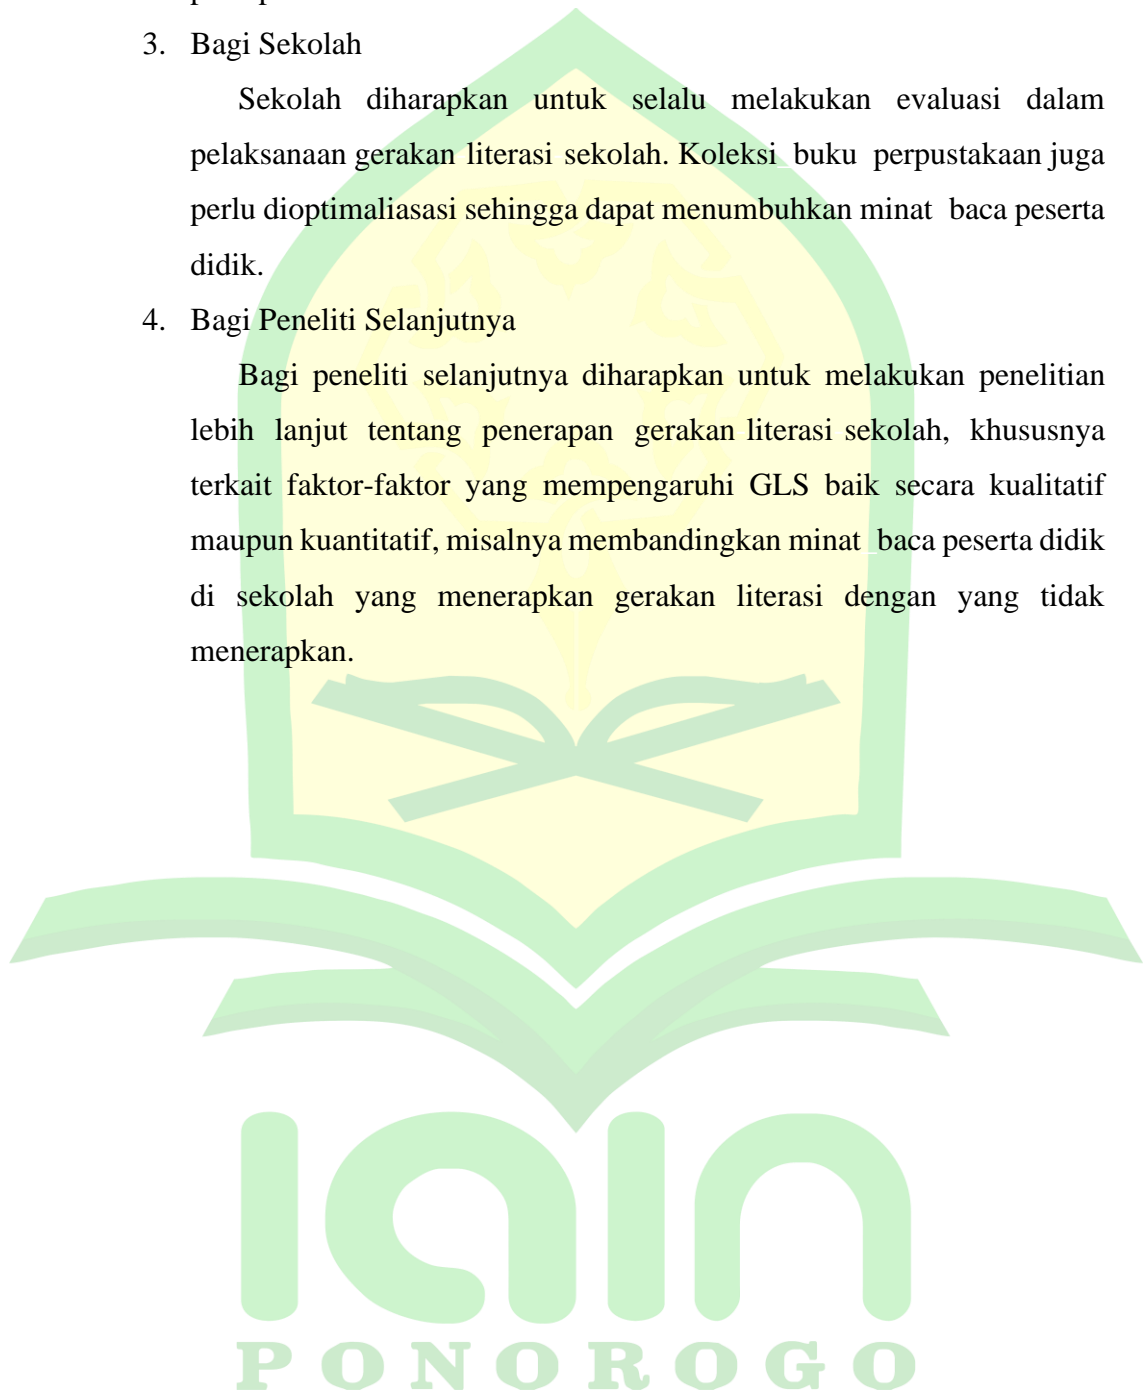 3. Bagi Sekolah
Sekolah diharapkan untuk selalu melakukan evaluasi dalam
pelaksanaan gerakan literasi sekolah. Koleksi buku perpustakaan juga
perlu dioptimaliasasi sehingga dapat menumbuhkan minat baca peserta
didik.
4. Bagi Peneliti Selanjutnya
Bagi peneliti selanjutnya diharapkan untuk melakukan penelitian
lebih lanjut tentang penerapan gerakan literasi sekolah, khususnya
terkait faktor-faktor yang mempengaruhi GLS baik secara kualitatif
maupun kuantitatif, misalnya membandingkan minat baca peserta didik
di sekolah yang menerapkan gerakan literasi dengan yang tidak
menerapkan.
iain
PONOROGO